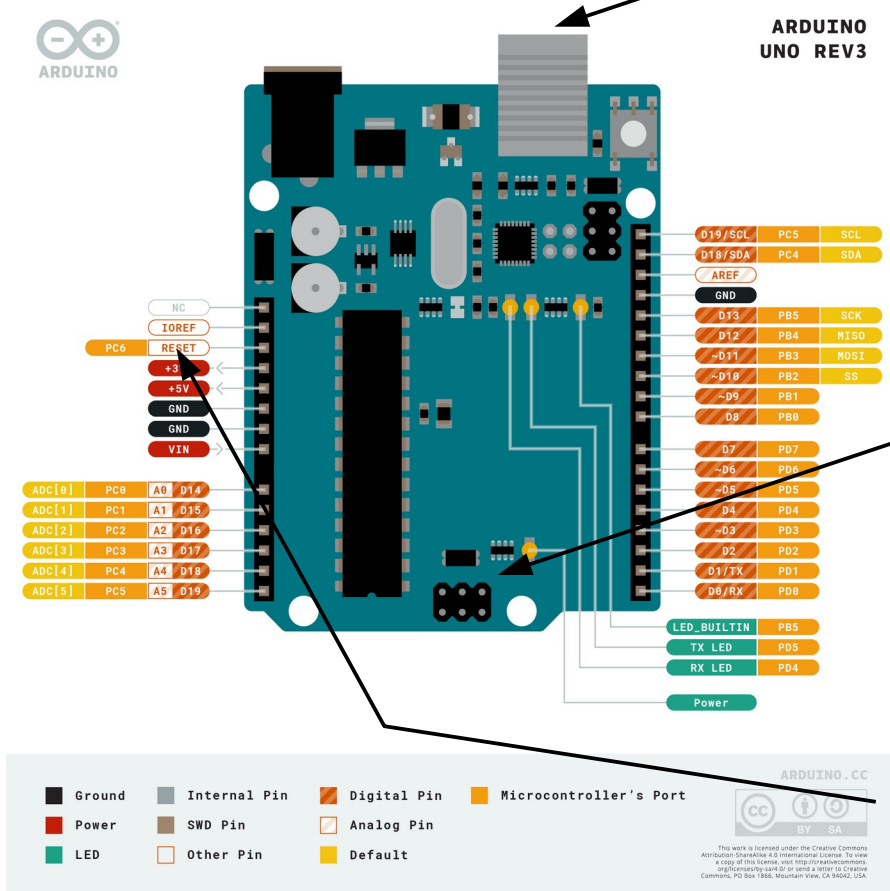 ARDUINO
ARDUINO
UNO REV3
NC
IOREF
PC6 RESET
+3
+5V
GND
GND
VIN
ADC[0] PC0 A0 D14
ADC[1] PC1 A1 D15
ADC[2] PC2 A2 D16
ADC[3] PC3 A3 D17
ADC[4] PC4 A4 D18
ADC[5] PC5 A5 D19
D19/SCL PC5 SCL
D18/SDA PC4 SDA
AREF
GND
D13 PB5 SCK
D12 PB4 MISO
~D11 PB3 MOSI
~D10 PB2 SS
~D9 PB1
D8 PB0
D7 PD7
~D6 PD6
~D5 PD5
D4 PD4
~D3 PD3
D2 PD2
D1/TX PD1
D0/RX PD0
LED_BUILTIN PB5
TX LED PD5
RX LED PD4
Power
Ground
Power
LED
Internal Pin
SWD Pin
Other Pin
Digital Pin
Analog Pin
Default
Microcontroller's Port
ARDUINO.CC
cc
BY SA
This work is licensed under the Creative Commons
Attribution-ShareAlike 4.0 International License. To view
a copy of this license, visit http://creativecommons.
org/licenses/by-sa/4.0/ or send a letter to Creative
Commons, PO Box 1866, Mountain View, CA 94042, USA.